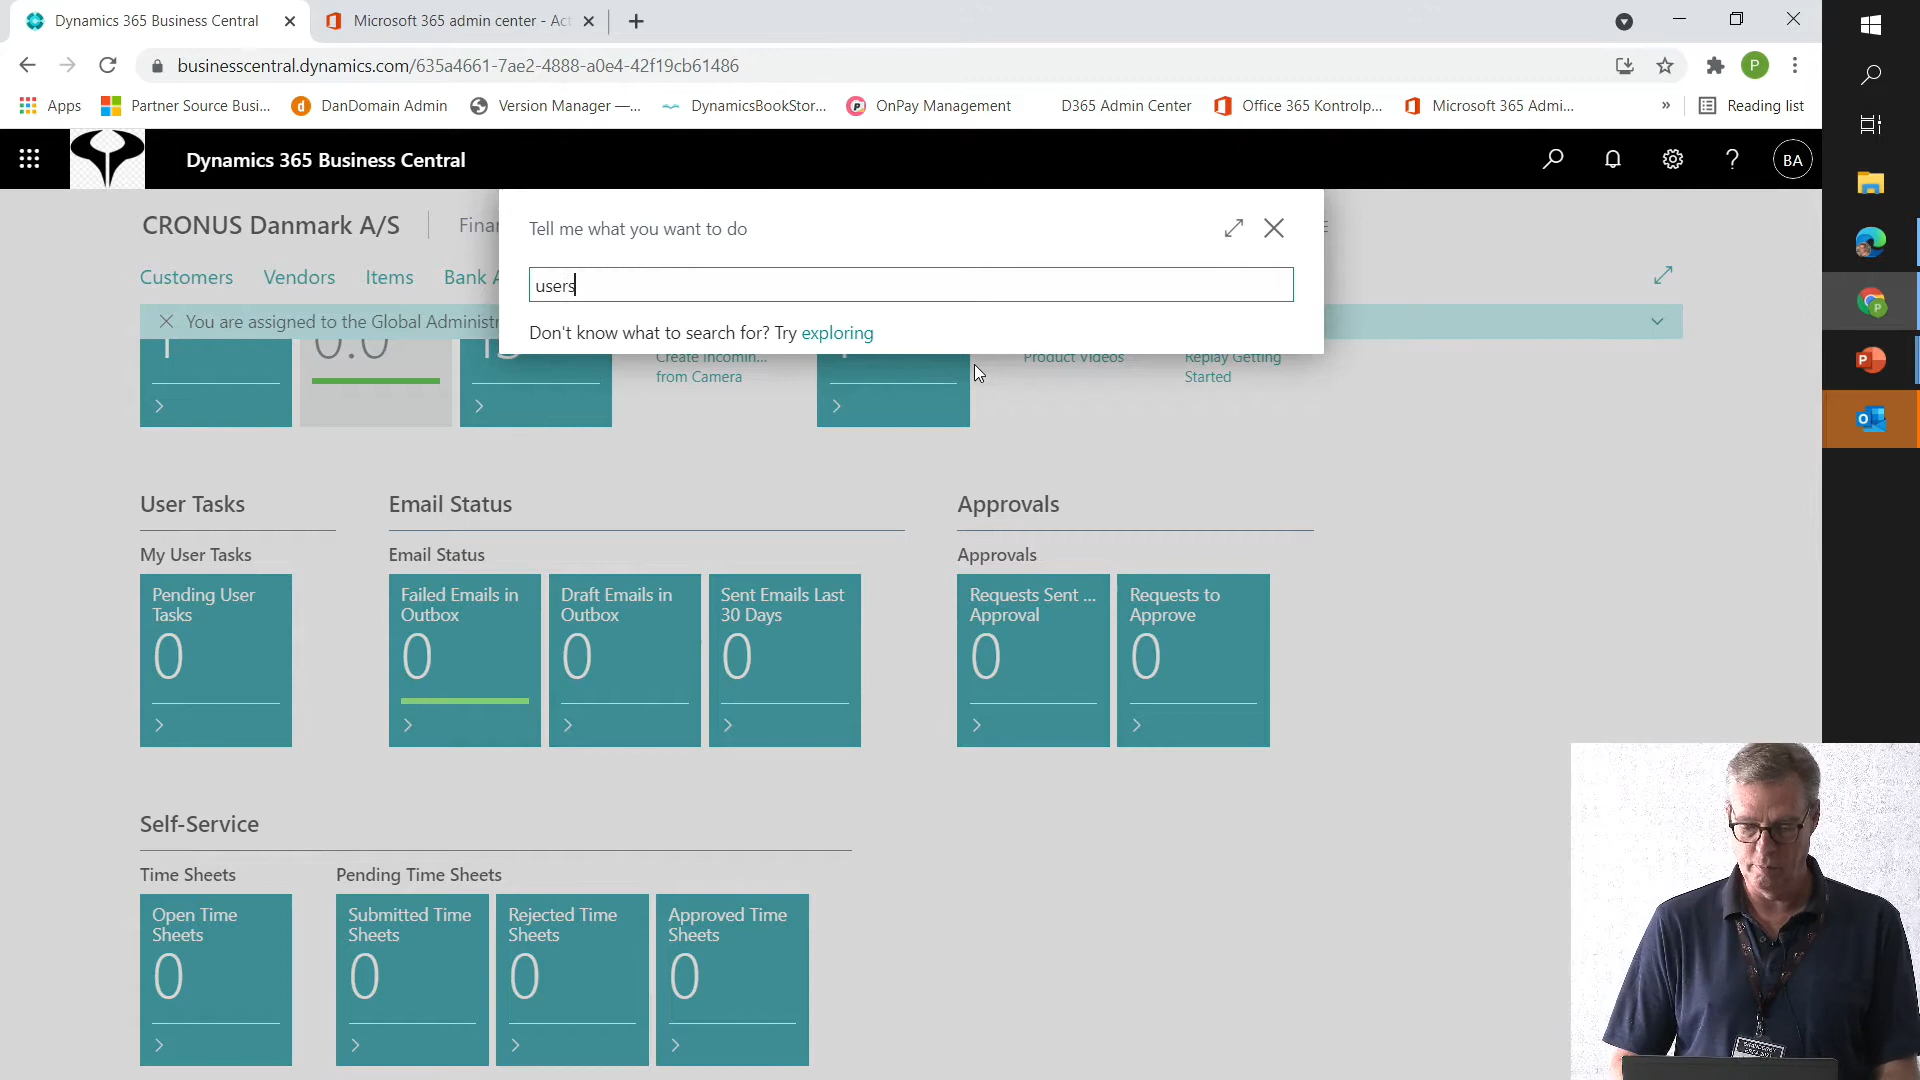 Dynamics 365 Business Central
Microsoft 365 admin center - Act
businesscentral.dynamics.com/635a4661-7ae2-4888-a0e4-42f19cb61486
P
Apps
Partner Source Busi...
DanDomain Admin
Version Manager —...
DynamicsBookStor...
OnPay Management
D365 Admin Center
Office 365 Kontrolp...
Microsoft 365 Admi...
»
Reading list
Dynamics 365 Business Central
BA
CRONUS Danmark A/S
Finan
Tell me what you want to do
users
Don't know what to search for? Try exploring
Customers
Vendors
Items
Bank A
You are assigned to the Global Administr
0.0
Create Incomin...
from Camera
Product Videos
Replay Getting
Started
User Tasks
Email Status
Approvals
My User Tasks
Email Status
Approvals
Pending User
Tasks
0
Failed Emails in
Outbox
0
Draft Emails in
Outbox
0
Sent Emails Last
30 Days
0
Requests Sent ...
Approval
0
Requests to
Approve
0
Self-Service
Time Sheets
Pending Time Sheets
Open Time
Sheets
0
Submitted Time
Sheets
0
Rejected Time
Sheets
0
Approved Time
Sheets
0